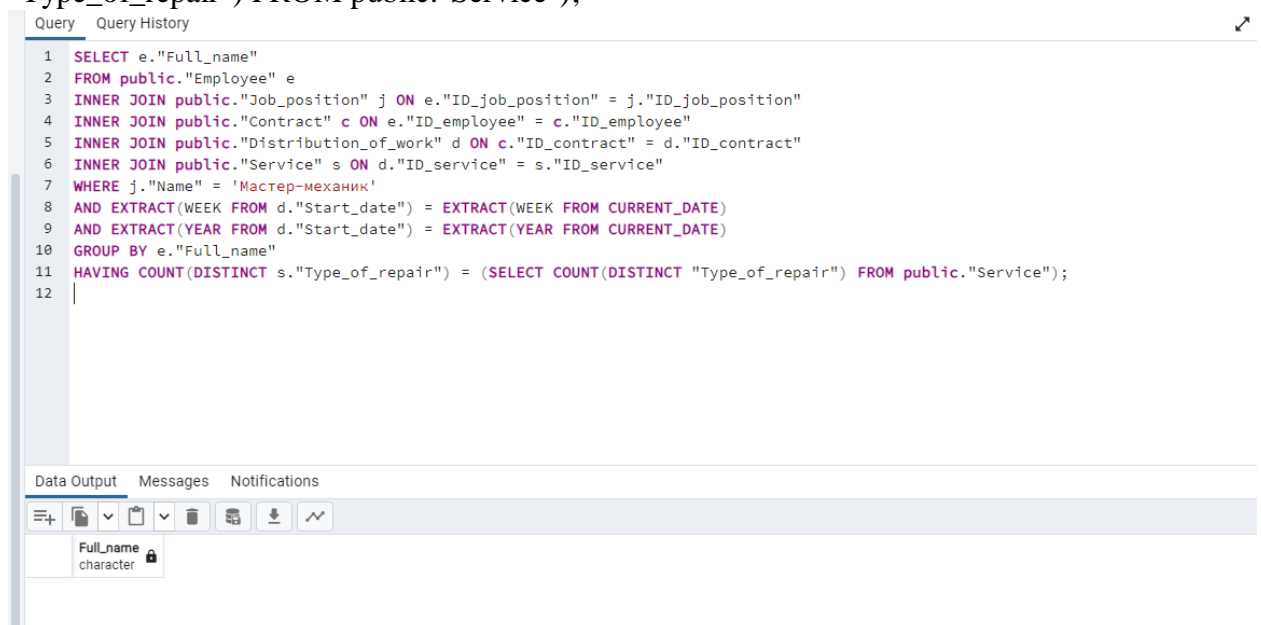 Type_of_repair") FROM public."Service");
Query Query History
1 SELECT e."Full_name"
2 FROM public."Employee" e
3 INNER JOIN public."Job_position" j ON e."ID_job_position" = j."ID_job_position"
4 INNER JOIN public."Contract" c ON e."ID_employee" = c."ID_employee"
5 INNER JOIN public."Distribution_of_work" d ON c."ID_contract" = d."ID_contract"
6 INNER JOIN public."Service" s ON d."ID_service" = s."ID_service"
7 WHERE j."Name" = 'Мастер-механик'
8 AND EXTRACT(WEEK FROM d."Start_date") = EXTRACT(WEEK FROM CURRENT_DATE)
9 AND EXTRACT(YEAR FROM d."Start_date") = EXTRACT(YEAR FROM CURRENT_DATE)
10 GROUP BY e."Full_name"
11 HAVING COUNT(DISTINCT s."Type_of_repair") = (SELECT COUNT(DISTINCT "Type_of_repair") FROM public."Service");
12
Data Output Messages Notifications
Full_name
character